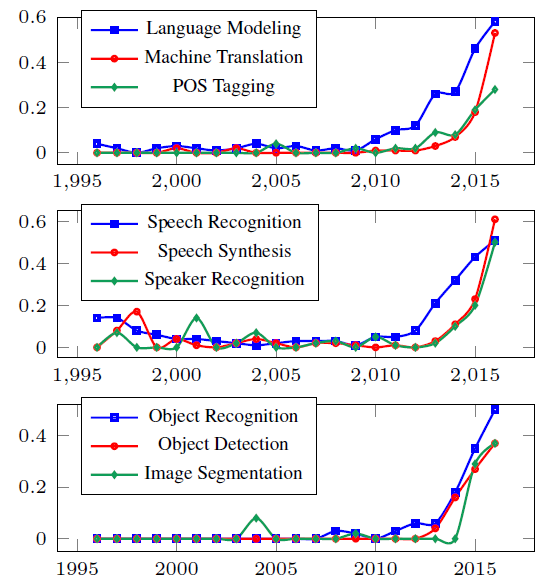 0.6
Language Modeling
Machine Translation
POS Tagging
0.4
0.2
0
1,995 2,000 2,005 2,010 2,015
0.6
Speech Recognition
Speech Synthesis
Speaker Recognition
0.4
0.2
0
1,995 2,000 2,005 2,010 2,015
Object Recognition
0.4
Object Detection
Image Segmentation
0.2
0
1995 2000 2005 2010 2015